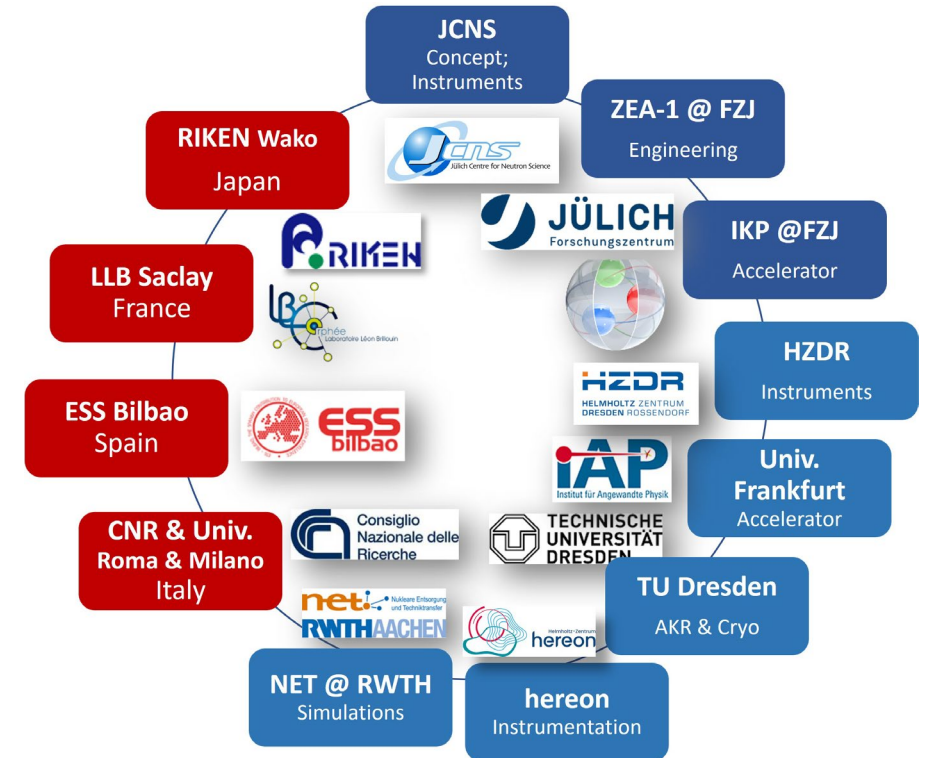 JCNS
Concept;
Instruments
ZEA-1 @ FZJ
Engineering
IKP @FZJ
Accelerator
HZDR
Instruments
Univ.
Frankfurt
Accelerator
TU Dresden
AKR & Cryo
hereon
Instrumentation
NET @ RWTH
Simulations
CNR & Univ.
Roma & Milano
Italy
ESS Bilbao
Spain
LLB Saclay
France
RIKEN Wako
Japan
JCNS
Jülich Centre for Neutron Science
JÜLICH
Forschungszentrum
RIKEN
LLB
Orphée
Laboratoire Léon Brillouin
HZDR
HELMHOLTZ ZENTRUM
DRESDEN ROSSENDORF
ESS
bilbao
iAP
Institut für Angewandte Physik
Consiglio
Nazionale delle
Ricerche
TECHNISCHE
UNIVERSITÄT
DRESDEN
net
Nukleare Entsorgung
und Techniktransfer
RWTHAACHEN
Helmholtz-Zentrum
hereon